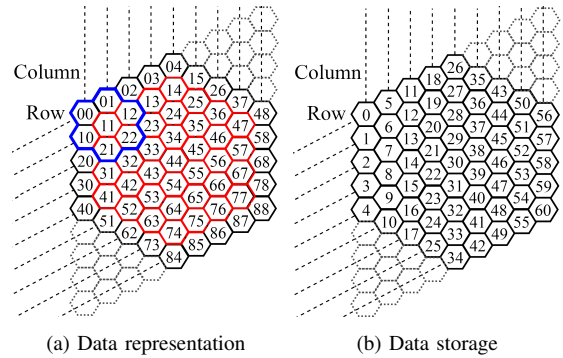 04
03 15
Column 02 14 26
01 13 25 37
Row 00 12 24 36 48
11 23 35 47
10 22 34 46 58
21 33 45 57
20 32 44 56 68
31 43 55 67
30 42 54 66 78
41 53 65 77
40 52 64 76 88
51 63 75 87
62 74 86
73 85
84
(a) Data representation
26
18 35
Column 11 27 43
5 19 36 50
Row 0 12 28 44 56
6 20 37 51
1 13 29 45 57
7 21 38 52
2 14 30 46 58
8 22 39 53
3 15 31 47 59
9 23 40 54
4 16 32 48 60
10 24 41 55
17 33 49
25 42
34
(b) Data storage